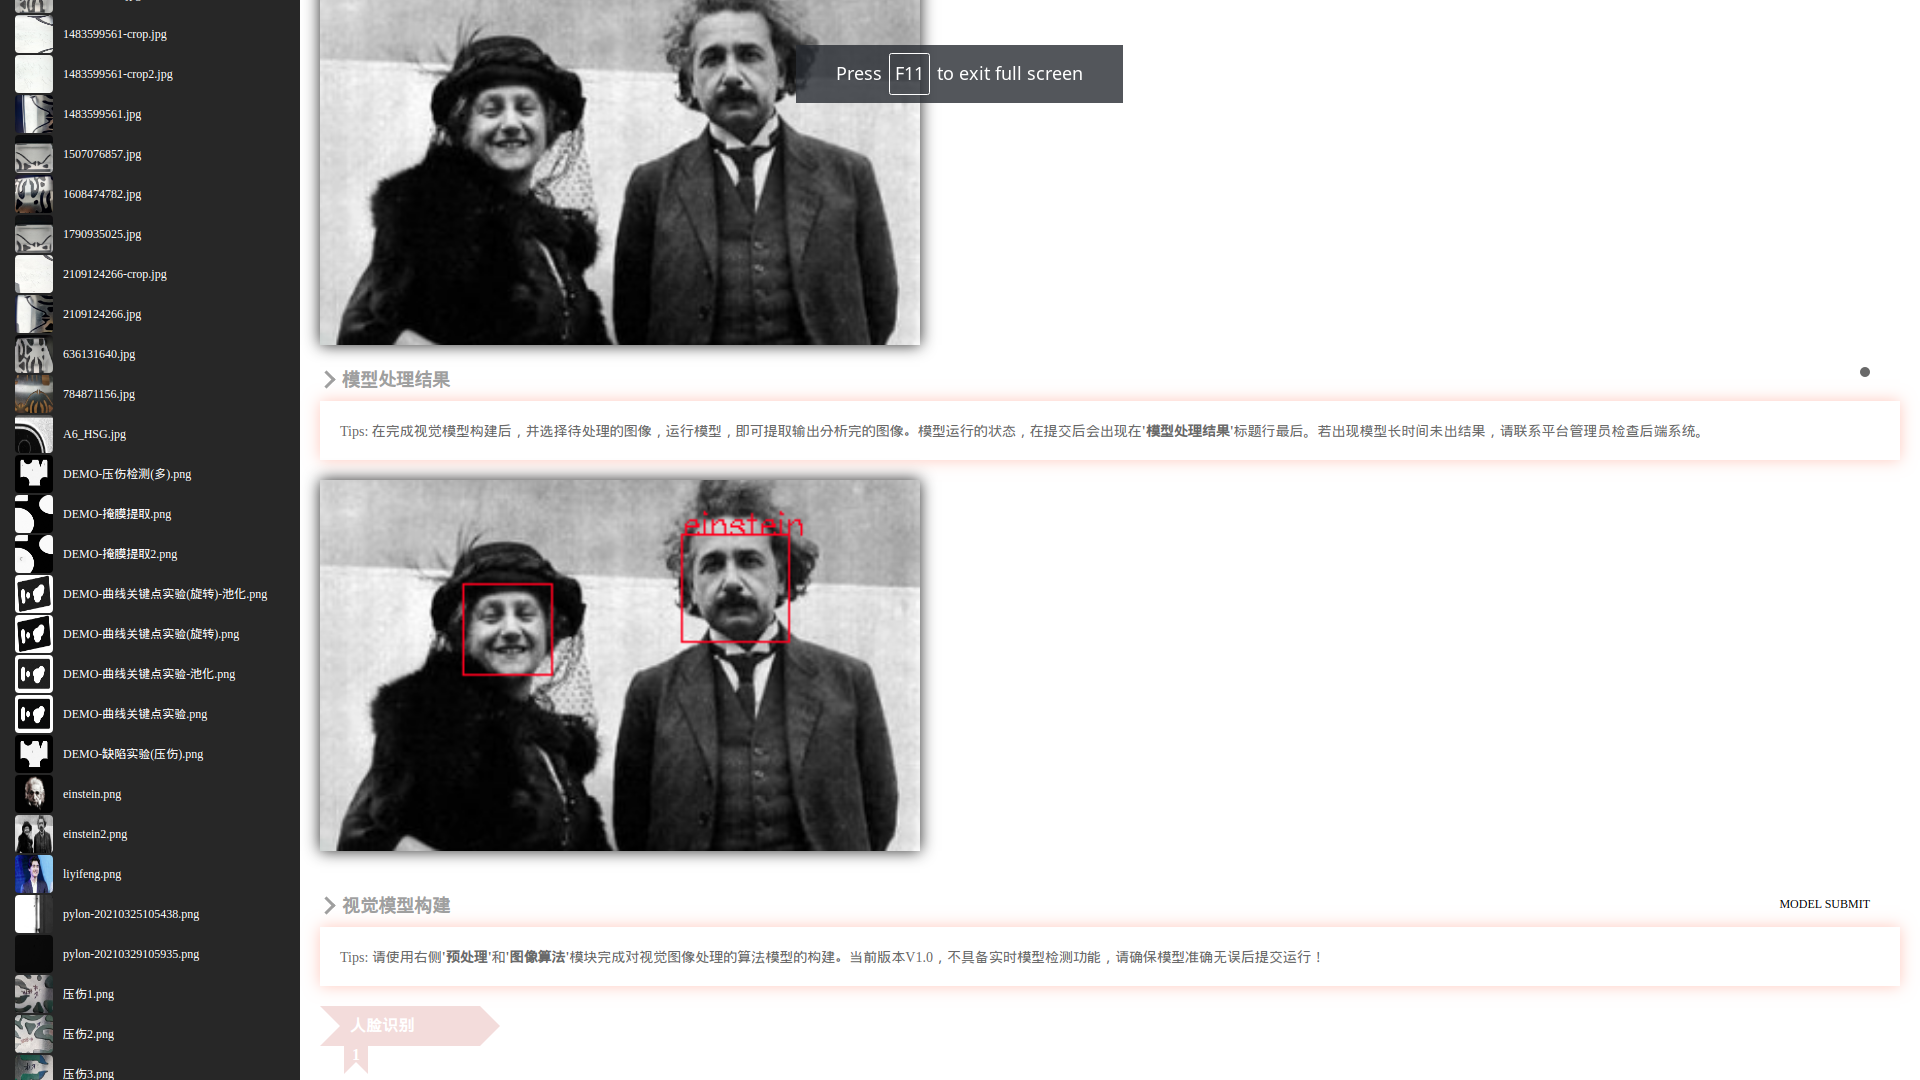 1483599561-crop.jpg
1483599561-crop2.jpg
1483599561.jpg
1507076857.jpg
1608474782.jpg
1790935025.jpg
2109124266-crop.jpg
2109124266.jpg
636131640.jpg
784871156.jpg
A6_HSG.jpg
DEMO-压伤检测(多).png
DEMO-掩膜提取.png
DEMO-掩膜提取2.png
DEMO-曲线关键点实验(旋转)-池化.png
DEMO-曲线关键点实验(旋转).png
DEMO-曲线关键点实验-池化.png
DEMO-曲线关键点实验.png
DEMO-缺陷实验(压伤).png
einstein.png
einstein2.png
liyifeng.png
pylon-20210325105438.png
pylon-20210329105935.png
压伤1.png
压伤2.png
压伤3.png
Press F11 to exit full screen
模型处理结果
Tips: 在完成视觉模型构建后，并选择待处理的图像，运行模型，即可提取输出分析完的图像。模型运行的状态，在提交后会出现在'模型处理结果'标题行最后。若出现模型长时间未出结果，请联系平台管理员检查后端系统。
einstein
视觉模型构建
MODEL SUBMIT
Tips: 请使用右侧'预处理'和'图像算法'模块完成对视觉图像处理的算法模型的构建。当前版本V1.0，不具备实时模型检测功能，请确保模型准确无误后提交运行！
人脸识别
1